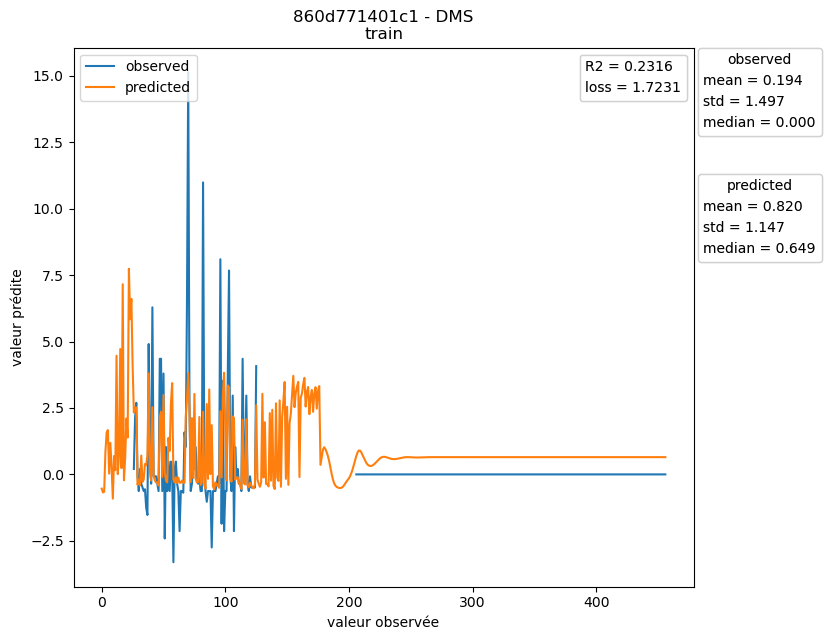 860d771401c1 - DMS
train
observed
predicted
R2 = 0.2316
loss = 1.7231
observed
mean = 0.194
std = 1.497
median = 0.000
predicted
mean = 0.820
std = 1.147
median = 0.649
valeur prédite
15.0
12.5
10.0
7.5
5.0
2.5
0.0
−2.5
0
100
200
300
400
valeur observée